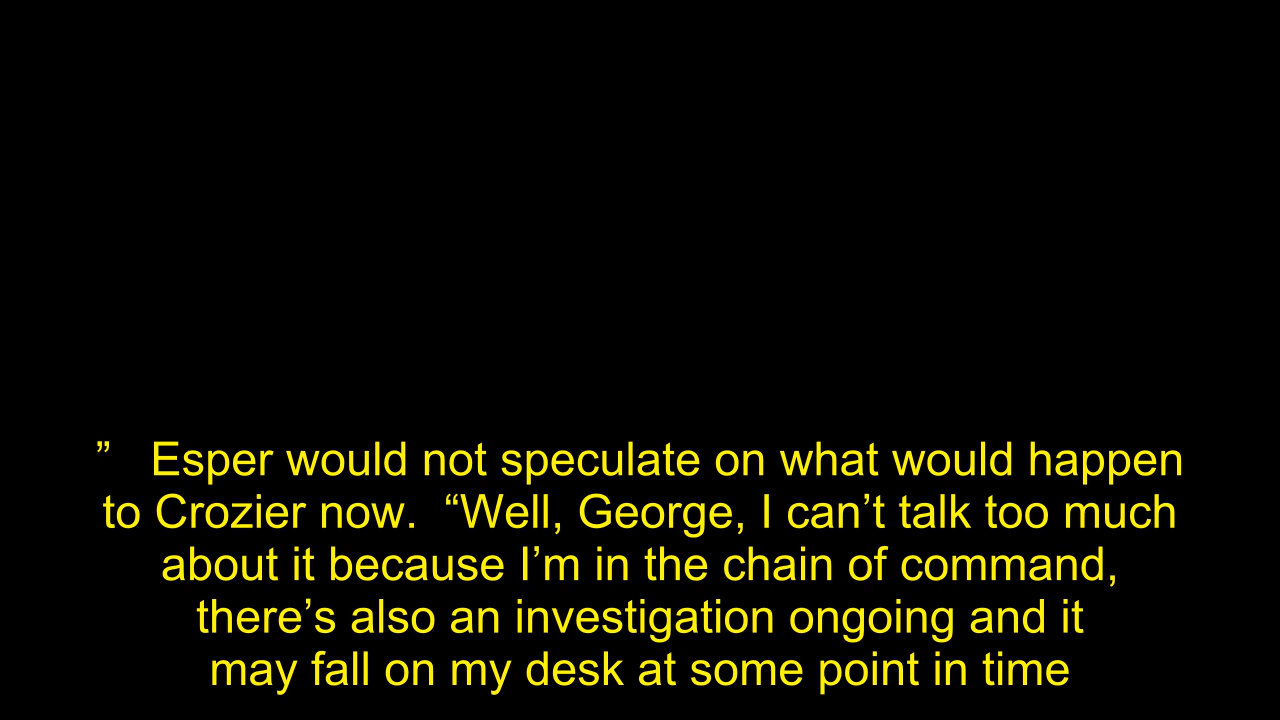 ”   Esper would not speculate on what would happen
to Crozier now.  “Well, George, I can’t talk too much
about it because I’m in the chain of command,
there’s also an investigation ongoing and it
may fall on my desk at some point in time